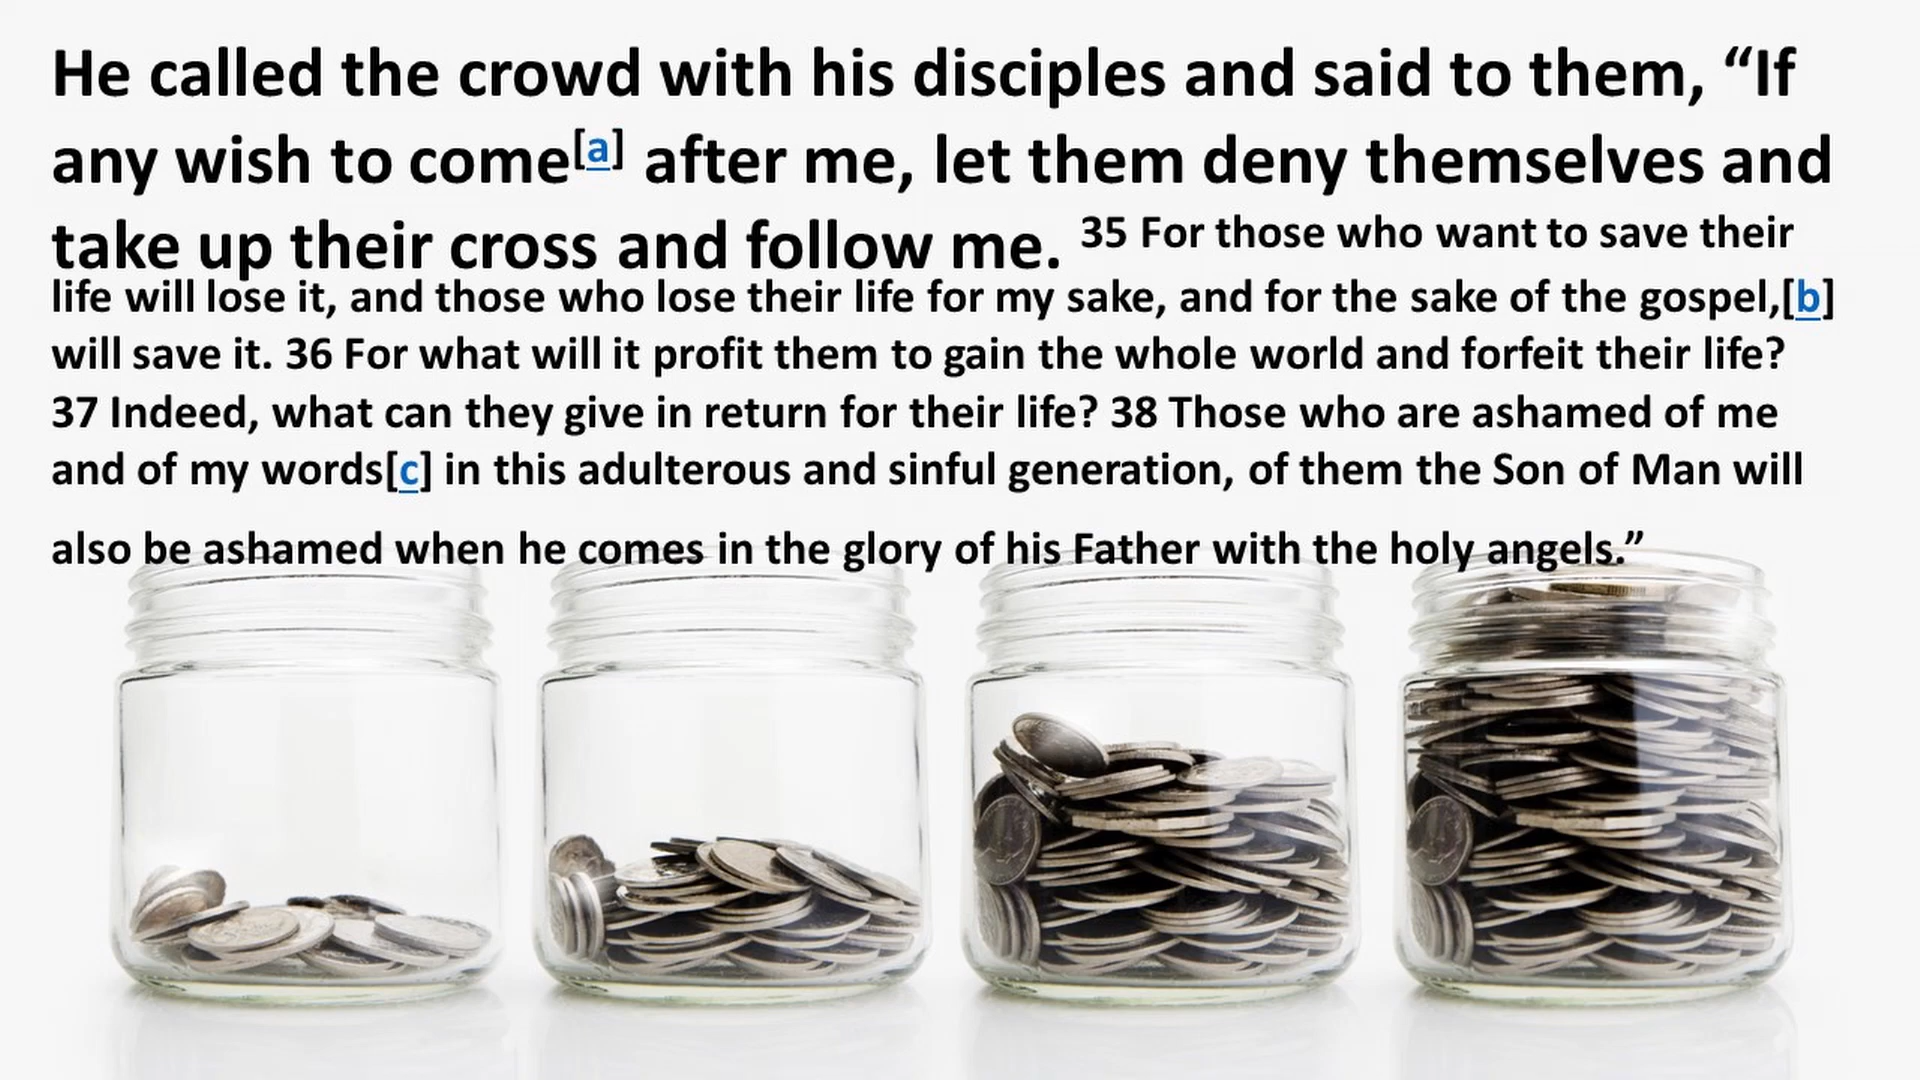 He called the crowd with his disciples and said to them, “If
any wish to come[a] after me, let them deny themselves and
take up their cross and follow me. 35 For those who want to save their
life will lose it, and those who lose their life for my sake, and for the sake of the gospel,[b]
will save it. 36 For what will it profit them to gain the whole world and forfeit their life?
37 Indeed, what can they give in return for their life? 38 Those who are ashamed of me
and of my words[c] in this adulterous and sinful generation, of them the Son of Man will
also be ashamed when he comes in the glory of his Father with the holy angels.”